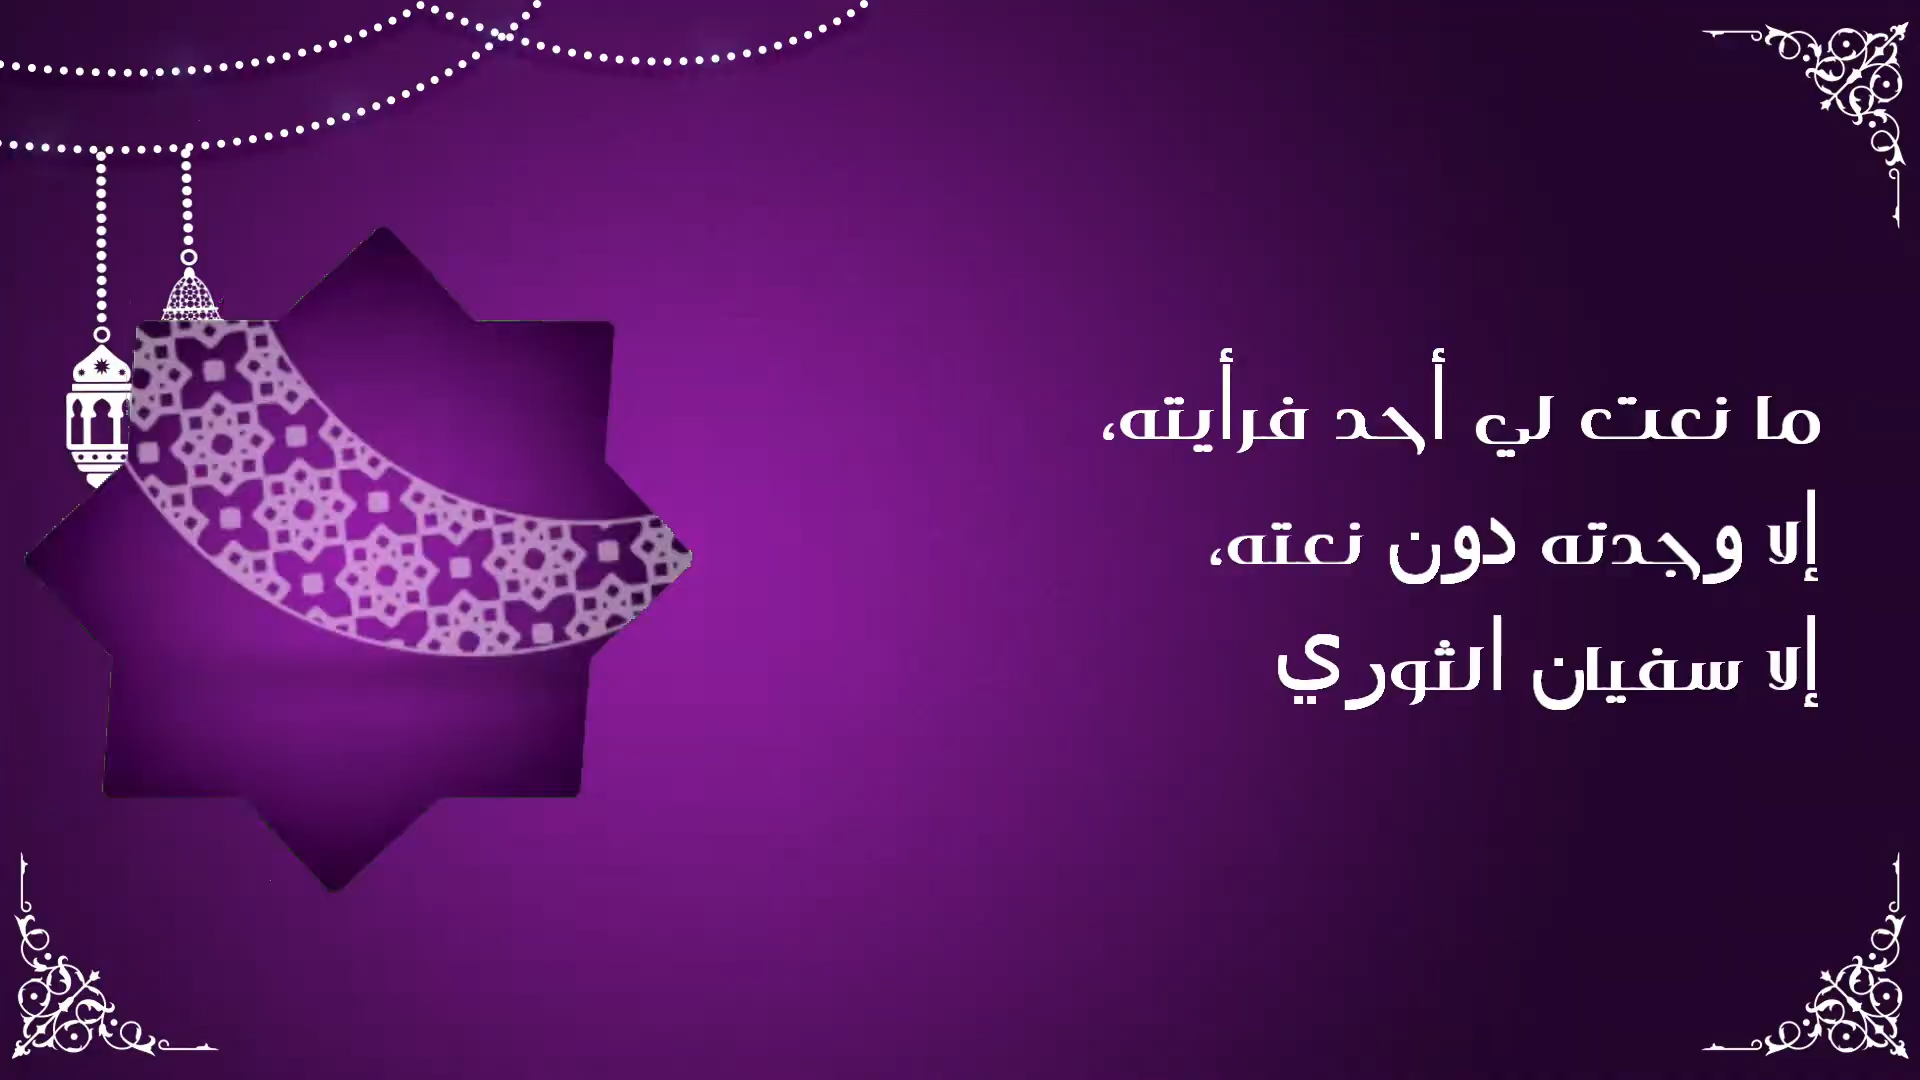 ما نعت لي أحد فرأيته،
إلا وجدته دون نعته،
إلا سفيان الثوري